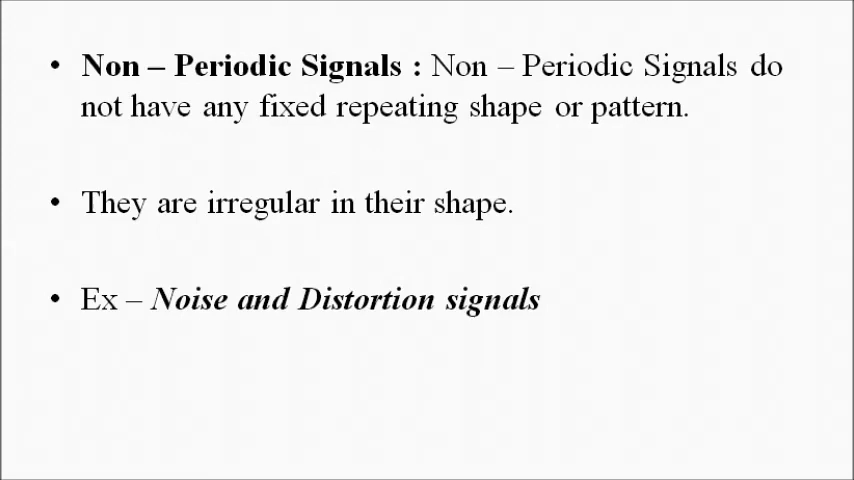 • Non – Periodic Signals : Non – Periodic Signals do
not have any fixed repeating shape or pattern.
• They are irregular in their shape.
• Ex – Noise and Distortion signals